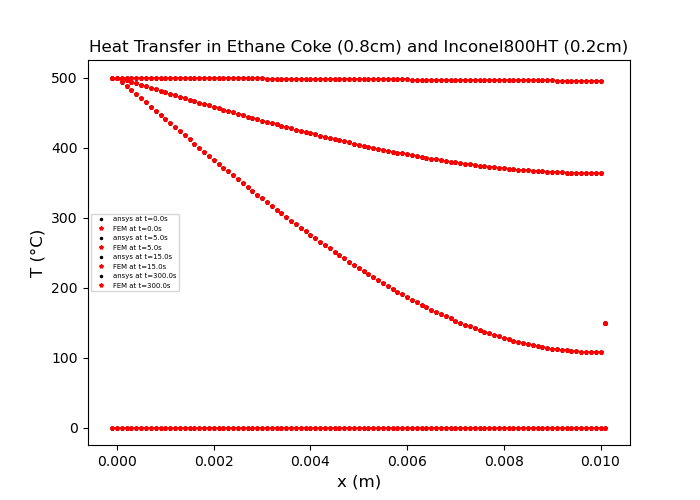 Heat Transfer in Ethane Coke (0.8cm) and Inconel800HT (0.2cm)
T (°C)
500
400
300
200
100
0
ansys at t=0.0s
FEM at t=0.0s
ansys at t=5.0s
FEM at t=5.0s
ansys at t=15.0s
FEM at t=15.0s
ansys at t=300.0s
FEM at t=300.0s
0.000 0.002 0.004 0.006 0.008 0.010
x (m)